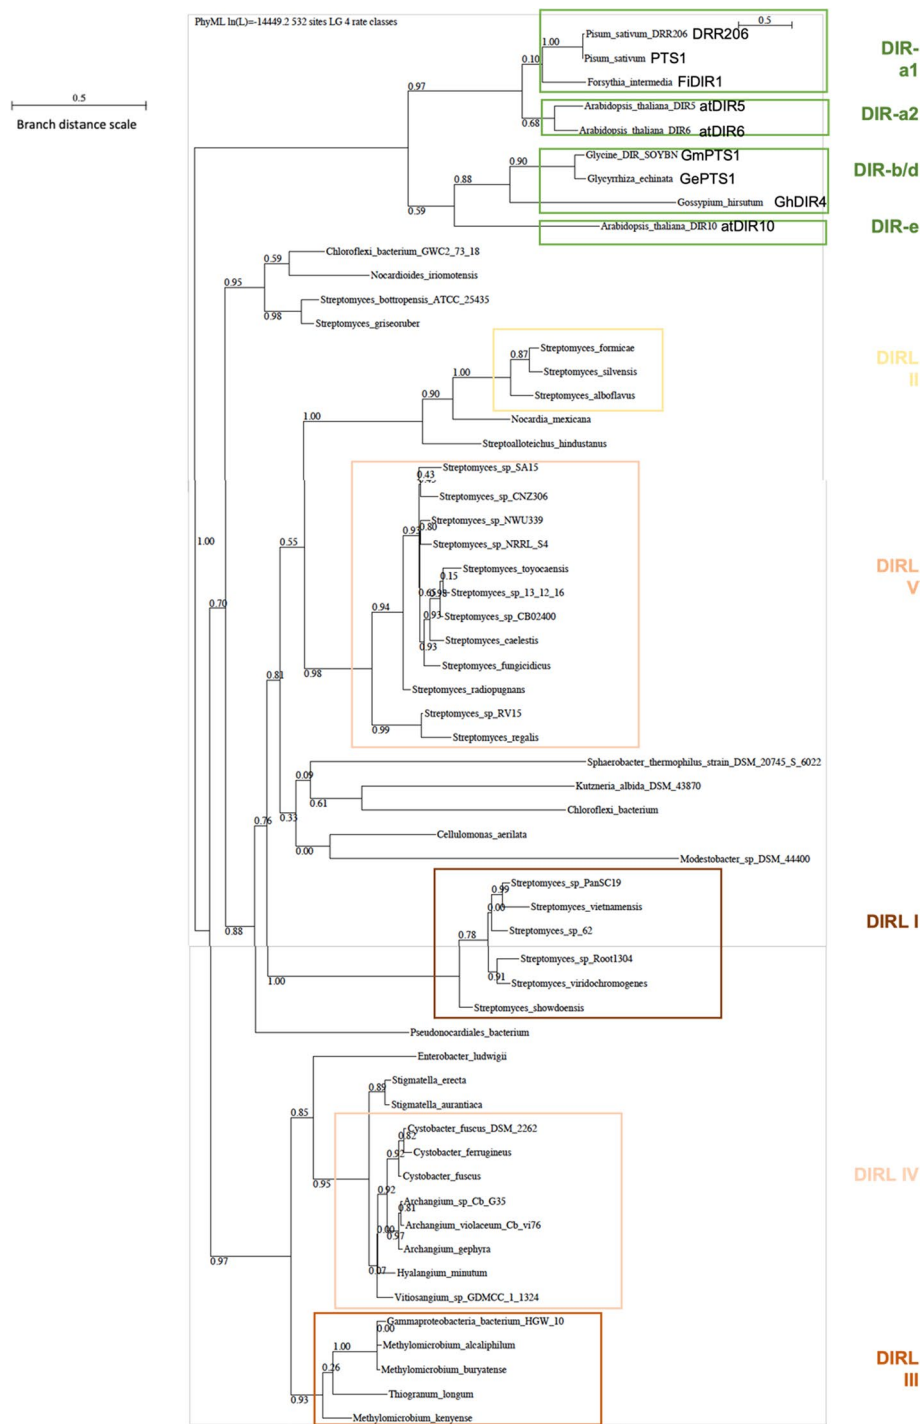 PhyML ln(L)=-14449.2 532 sites LG 4 rate classes
0.5
0.5
Branch distance scale
Pisum_sativum_DRR206 DRR206
1.00
Pisum_sativum PTS1
DIR-
a1
0.10
Forsythia_intermedia FiDIR1
0.97
Arabidopsis_thaliana_DIR5 atDIR5
DIR-a2
0.68
Arabidopsis_thaliana_DIR6 atDIR6
Glycine_DIR_SOYBN GmPTS1
0.90
DIR-b/d
Glycyrrhiza_echinata GePTS1
0.88
Gossypium_hirsutum GhDIR4
0.59
Arabidopsis_thaliana_DIR10 atDIR10
DIR-e
Chloroflexi_bacterium_GWC2_73_18
0.59
Nocardioides_iriomotensis
0.95
Streptomyces_bottropensis_ATCC_25435
0.98
Streptomyces_griseoruber
Streptomyces_formicae
0.87
DIRL
II
Streptomyces_silvensis
1.00
Streptomyces_alboflavus
0.90
Nocardia_mexicana
1.00
Streptoalloteichus_hindustanus
Streptomyces_sp_SA15
0.43
Streptomyces_sp_CNZ306
Streptomyces_sp_NWU339
0.93
0.80
1.00
0.55
Streptomyces_sp_NRRL_S4
Streptomyces_toyocaensis
DIRL
V
0.15
Streptomyces_sp_13_12_16
0.70
0.94
0.93
Streptomyces_sp_CB02400
Streptomyces_caelestis
0.93
Streptomyces_fungicidicus
0.81
0.98
Streptomyces_radiopugnans
Streptomyces_sp_RV15
0.99
Streptomyces_regalis
Sphaerobacter_thermophilus_strain_DSM_20745_S_6022
0.09
Kutzneria_albida_DSM_43870
0.61
Chloroflexi_bacterium
0.33
0.76
Cellulomonas_aerilata
0.00
Modestobacter_sp_DSM_44400
Streptomyces_sp_PanSC19
0.99
Streptomyces_vietnamensis
0.00
DIRL I
0.88
0.78
Streptomyces_sp_62
Streptomyces_sp_Root1304
0.91
1.00
Streptomyces_viridochromogenes
Streptomyces_showdoensis
Pseudonocardiales_bacterium
Enterobacter_ludwigii
Stigmatella_erecta
0.89
Stigmatella_aurantiaca
0.85
Cystobacter_fuscus_DSM_2262
0.82
Cystobacter_ferrugineus
0.92
Cystobacter_fuscus
DIRL IV
0.95
0.92
Archangium_sp_Cb_G35
0.81
Archangium_violaceum_Cb_vi76
0.00
0.97
Archangium_gephyra
0.97
0.07
Hyalangium_minutum
Vitiosangium_sp_GDMCC_1_1324
Gammaproteobacteria_bacterium_HGW_10
0.00
1.00
Methylomicrobium_alcaliphilum
DIRL
III
0.26
Methylomicrobium_buryatense
0.93
Thiogranum_longum
Methylomicrobium_kenyense